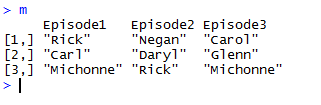 > m
     Episode1   Episode2 Episode3
[1,] "Rick"     "Negan"  "Carol"
[2,] "Carl"     "Daryl"  "Glenn"
[3,] "Michonne" "Rick"   "Michonne"
>